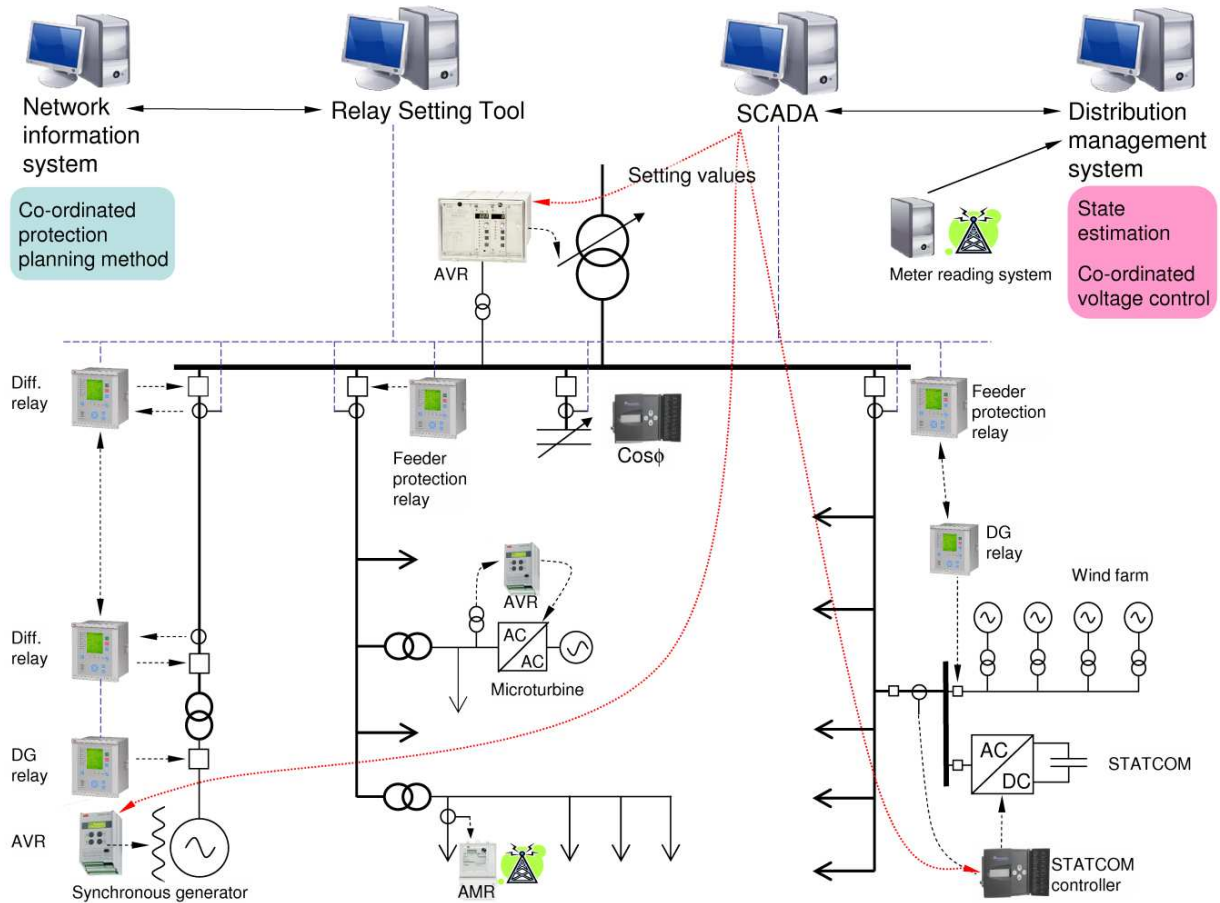 Network
information
system
Relay Setting Tool
SCADA
Distribution
management
system
Co-ordinated
protection
planning method
Setting values
AVR
Meter reading system
State
estimation
Co-ordinated
voltage control
Diff.
relay
Feeder
protection
relay
Cosϕ
Feeder
protection
relay
DG
relay
Wind farm
AVR
AC
AC
Microturbine
Diff.
relay
DG
relay
AVR
Synchronous generator
AMR
AC
DC
STATCOM
STATCOM
controller